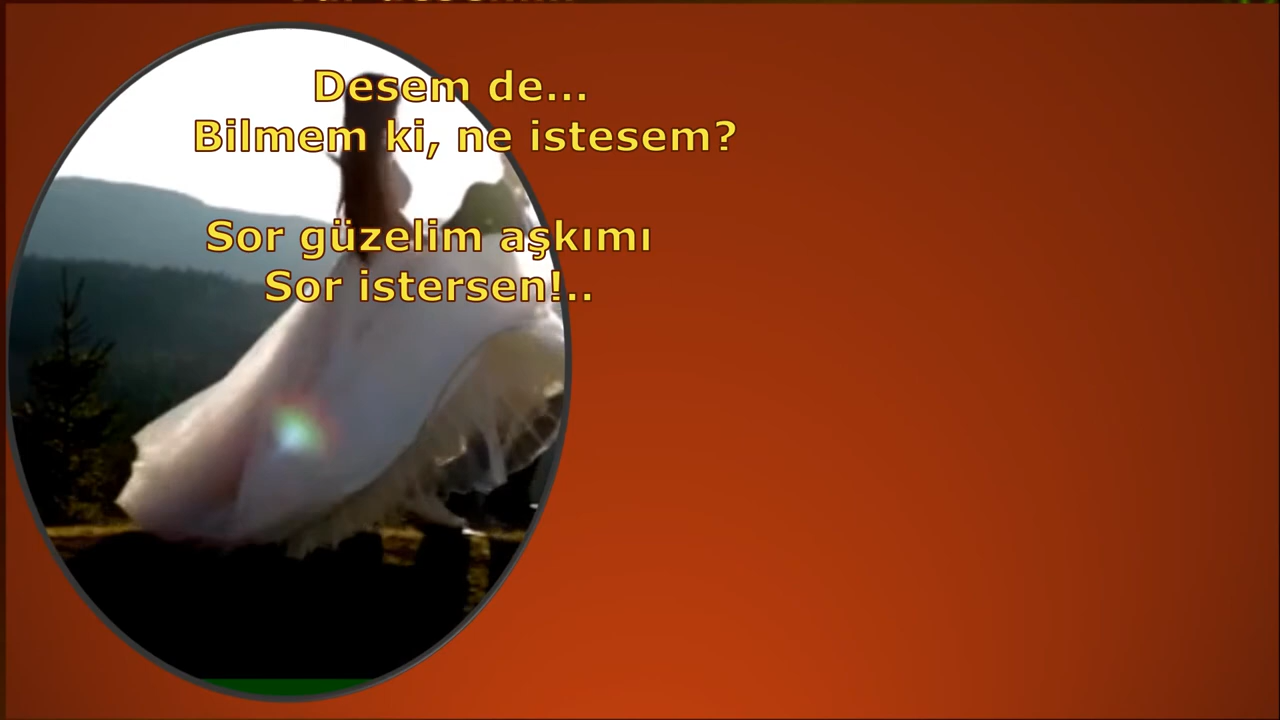 Desem de...
Bilmem ki, ne istesem?
Sor güzelim aşkımı
Sor istersen!..